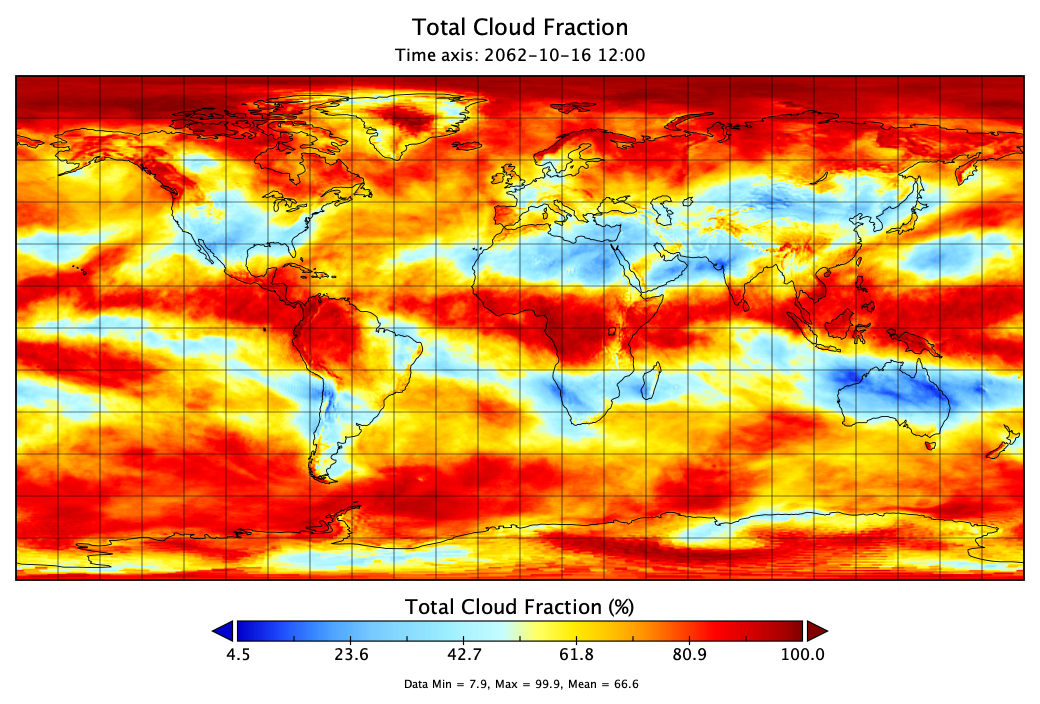 Total Cloud Fraction
Time axis: 2062-10-16 12:00
Total Cloud Fraction (%)
4.5 23.6 42.7 61.8 80.9 100.0
Data Min = 7.9, Max = 99.9, Mean = 66.6